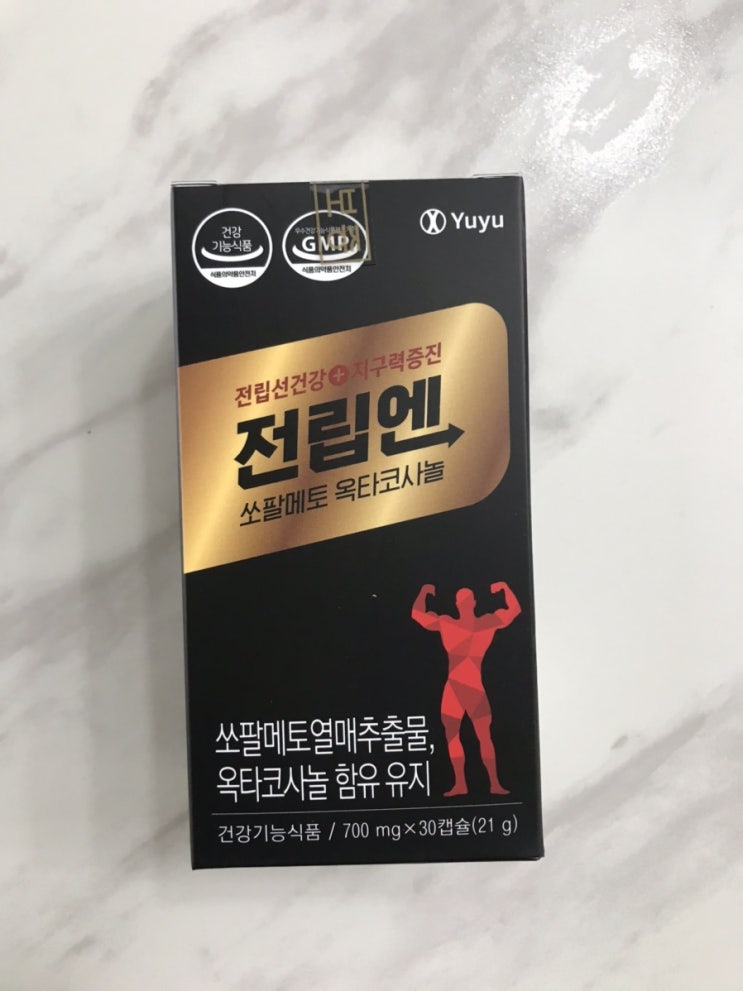 건강
기능식품
식품의약품안전처
GMP
식품의약품안전처
Yuyu
전립선건강+지구력증진
전립엔
쏘팔메토 옥타코사놀
쏘팔메토열매추출물,
옥타코사놀 함유 유지
건강기능식품 / 700 mg×30캡슐(21 g)